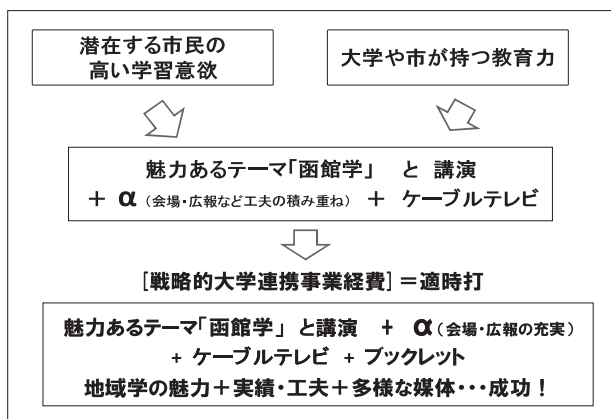 潜在する市民の
高い学習意欲
大学や市が持つ教育力
魅力あるテーマ「函館学」 と 講演
＋ α （会場・広報など工夫の積み重ね） ＋ ケーブルテレビ
［戦略的大学連携事業経費］＝適時打
魅力あるテーマ「函館学」 と講演 ＋ α（会場・広報の充実）
＋ケーブルテレビ ＋ブックレット
地域学の魅力＋実績・工夫＋多様な媒体・・・成功！